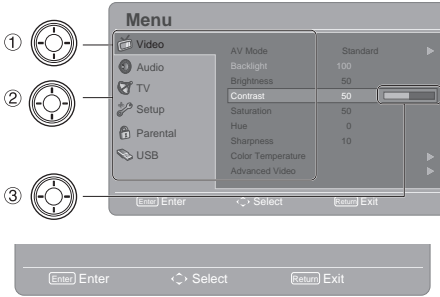 Menu
① Video
AV Mode Standard
Audio
Backlight 100
Brightness 50
② TV
Contrast 50
Setup
Saturation 50
Hue 0
Parental
Sharpness 10
USB
Color Temperature
Advanced Video
③
Enter Enter Select Return Exit
Enter Enter Select Return Exit